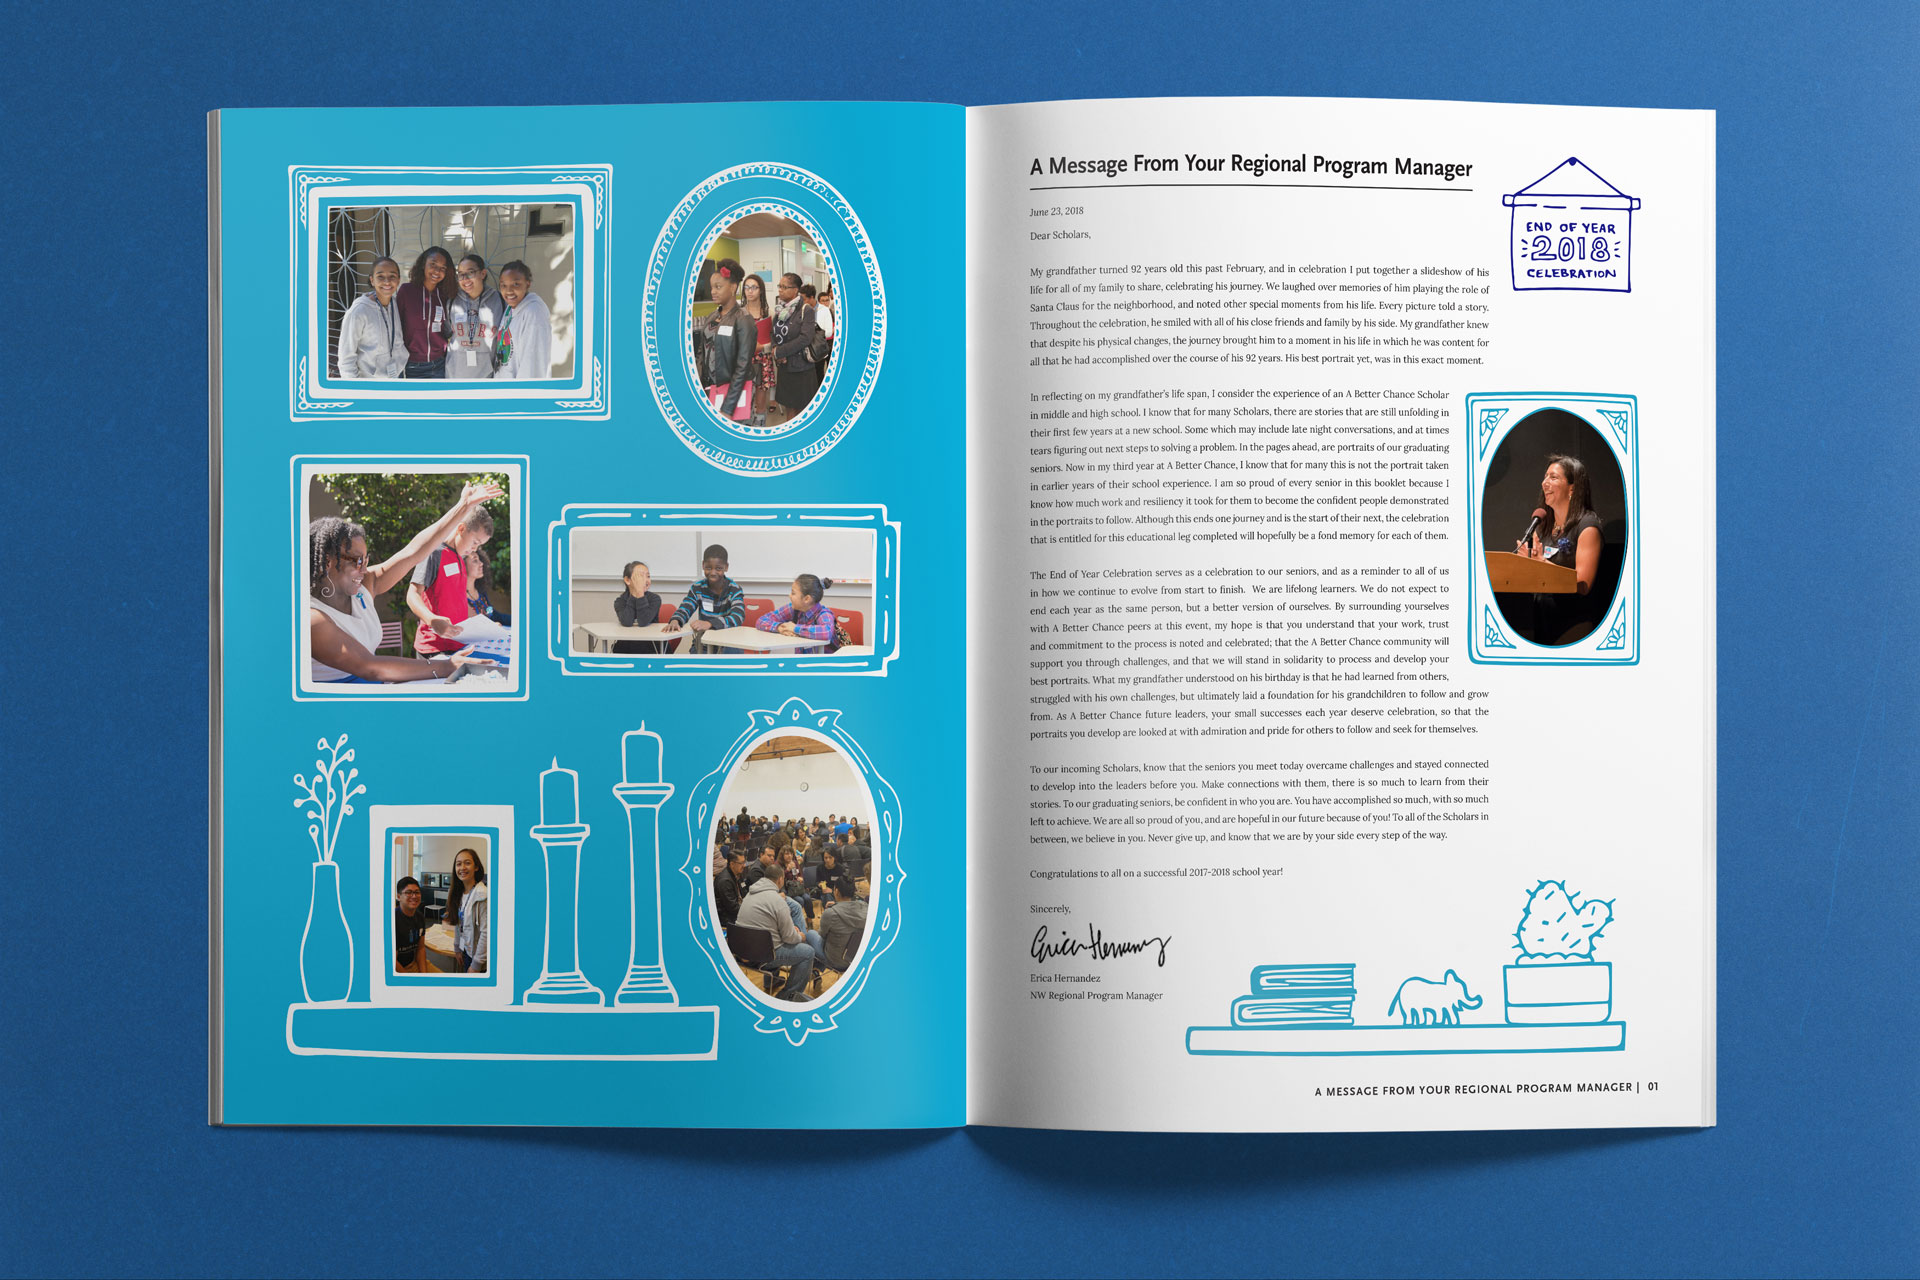 A Message From Your Regional Program Manager
June 23, 2018
Dear Scholars,
My grandfather turned 92 years old this past February, and in celebration I put together a slideshow of his
life for all of my family to share, celebrating his journey. We laughed over memories of him playing the role of
Santa Claus for the neighborhood, and noted other special moments from his life. Every picture told a story.
Throughout the celebration, he smiled with all of his close friends and family by his side. My grandfather knew
that despite his physical changes, the journey brought him to a moment in his life in which he was content for
all that he had accomplished over the course of his 92 years. His best portrait yet, was in this exact moment.
In reflecting on my grandfather's life span, I consider the experience of an A Better Chance Scholar
in middle and high school. I know that for many Scholars, there are stories that are still unfolding in
their first few years at a new school. Some which may include late night conversations, and at times
tears figuring out next steps to solving a problem. In the pages ahead, are portraits of our graduating
seniors. Now in my third year at A Better Chance, I know that for many this is not the portrait taken
in earlier years of their school experience. I am so proud of every senior in this booklet because I
know how much work and resiliency it took for them to become the confident people demonstrated
in the portraits to follow. Although this ends one journey and is the start of their next, the celebration
that is entitled for this educational leg completed will hopefully be a fond memory for each of them.
The End of Year Celebration serves as a celebration to our seniors, and as a reminder to all of us
in how we continue to evolve from start to finish. We are lifelong learners. We do not expect to
end each year as the same person, but a better version of ourselves. By surrounding yourselves
with A Better Chance peers at this event, my hope is that you understand that your work, trust
and commitment to the process is noted and celebrated; that the A Better Chance community will
support you through challenges, and that we will stand in solidarity to process and develop your
best portraits. What my grandfather understood on his birthday is that he had learned from others,
struggled with his own challenges, but ultimately laid a foundation for his grandchildren to follow and grow
from. As A Better Chance future leaders, your small successes each year deserve celebration, so that the
portraits you develop are looked at with admiration and pride for others to follow and seek for themselves.
To our incoming Scholars, know that the seniors you meet today overcame challenges and stayed connected
to develop into the leaders before you. Make connections with them, there is so much to learn from their
stories. To our graduating seniors, be confident in who you are. You have accomplished so much, with so much
left to achieve. We are all so proud of you, and are hopeful in our future because of you! To all of the Scholars in
between, we believe in you. Never give up, and know that we are by your side every step of the way.
Congratulations to all on a successful 2017-2018 school year!
Sincerely,
Erica Hernandez
Erica Hernandez
NW Regional Program Manager
END OF YEAR
2018
CELEBRATION
A MESSAGE FROM YOUR REGIONAL PROGRAM MANAGER | 01